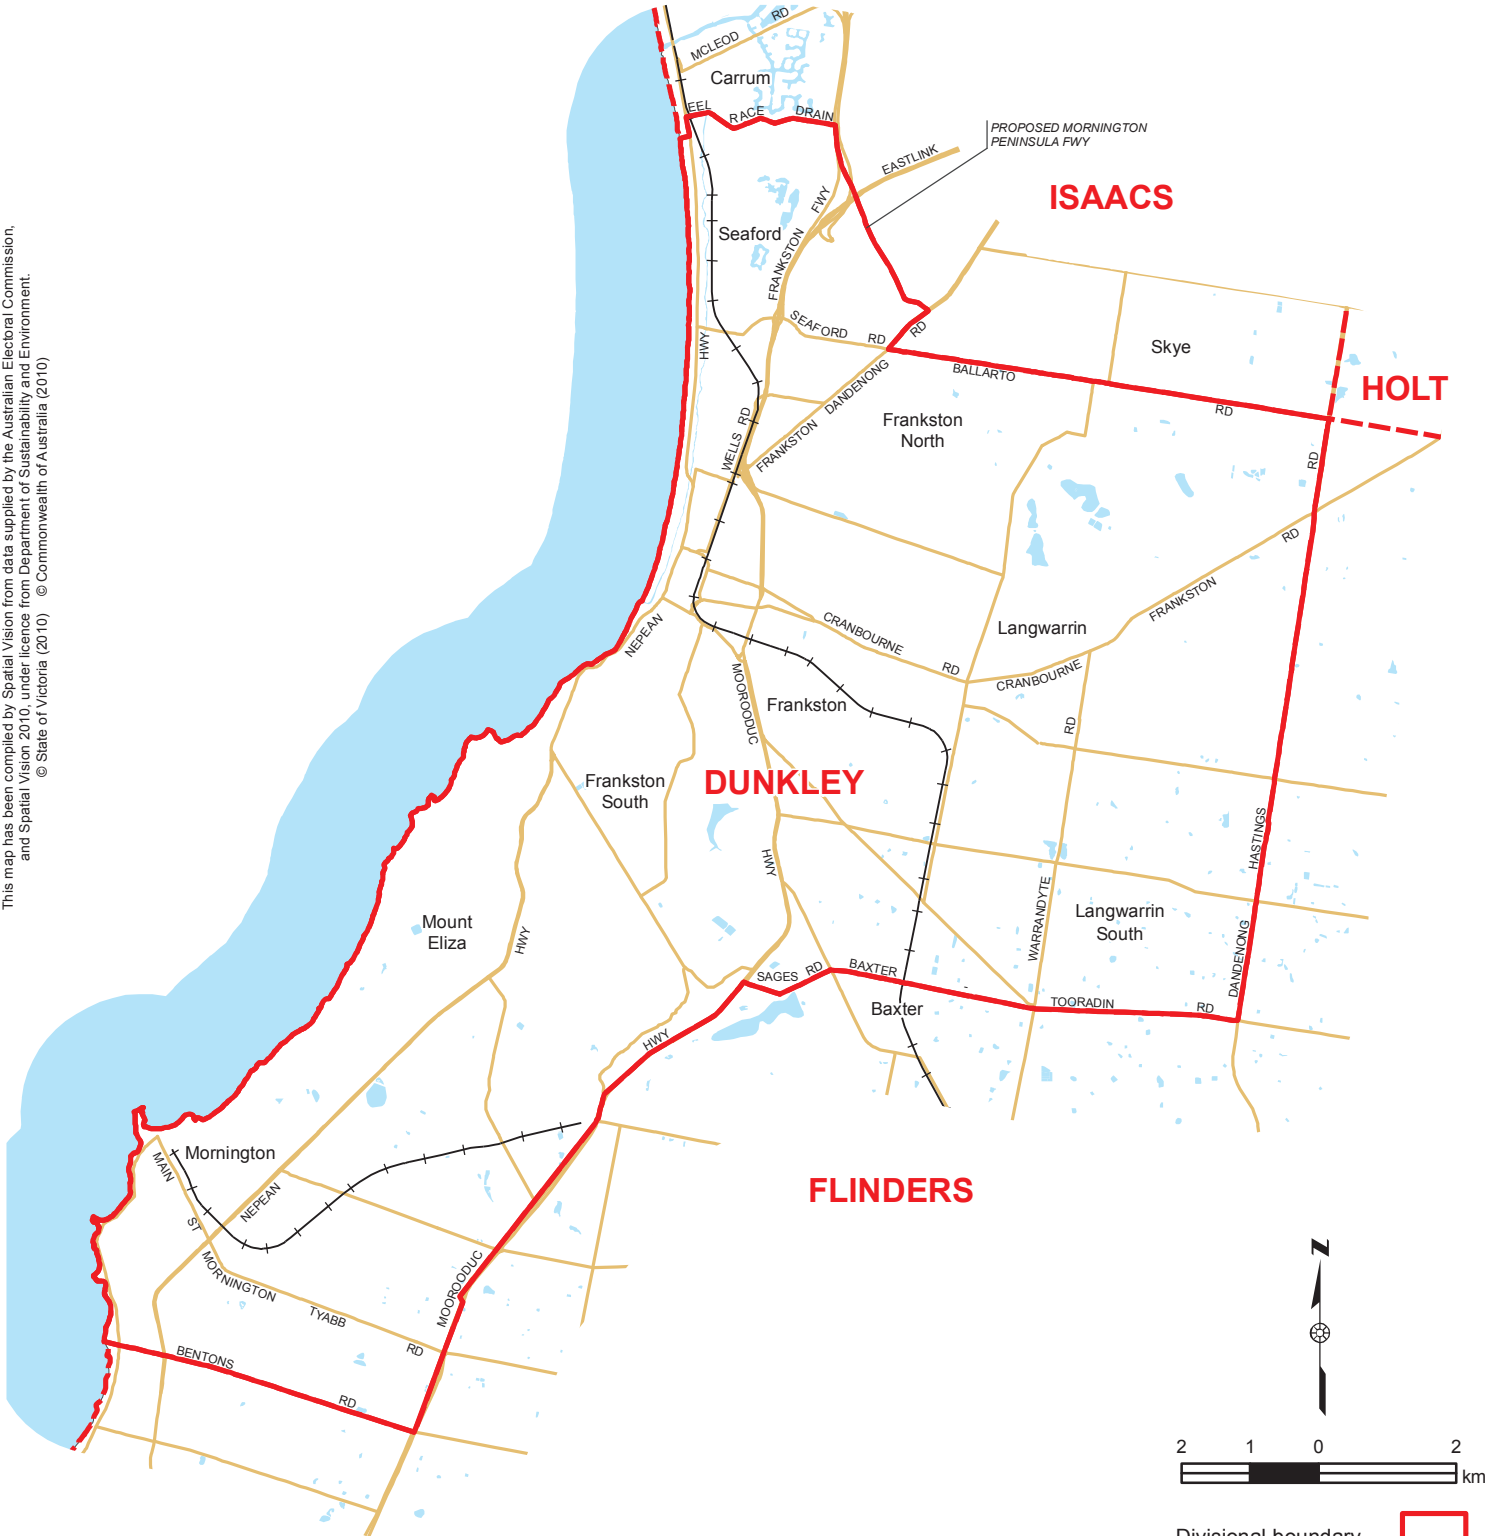 RD
MCLEOD
Carrum
EEL
RACE
DRAIN
PROPOSED MORNINGTON
PENINSULA FWY
EASTLINK
ISAACS
FWY
Seaford
FRANKSTON
SEAFORD
RD
RD
HWY
Skye
BALLARTO
RD
HOLT
DANDENONG
FRANKSTON
Frankston
North
WELLS RD
RD
RD
FRANKSTON
Langwarrin
CRANBOURNE
RD
CRANBOURNE
NEPEAN
MOOROODUC
Frankston
RD
Frankston
South
DUNKLEY
HWY
HASTINGS
WARRANDYTE
Langwarrin
South
Mount
Eliza
HWY
DANDENONG
SAGES
RD
BAXTER
Baxter
TOORADIN
RD
HWY
Mornington
MAIN
ST
NEPEAN
FLINDERS
MORNINGTON
TYABB
RD
MOOROODUC
BENTONS
RD
This map has been compiled by Spatial Vision from data supplied by the Australian Electoral Commission,
and Spatial Vision 2010, under licence from Department of Sustainability and Environment.
© State of Victoria (2010) © Commonwealth of Australia (2010)
N
2 1 0 2
km
Divisional boundary